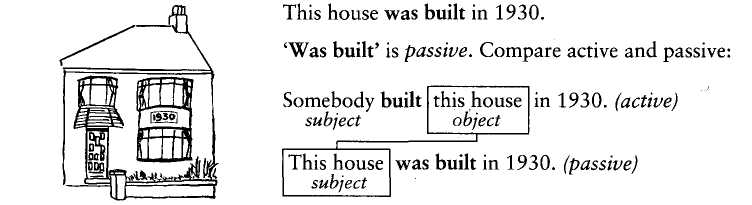 This house was built in 1930.
'Was built' is passive. Compare active and passive:
1930
Somebody built this house in 1930. (active)
subject object
This house was built in 1930. (passive)
subject